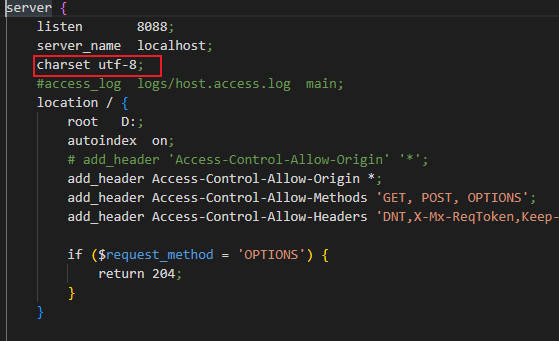 server {
listen 8088;
server_name localhost;
charset utf-8;
#access_log logs/host.access.log main;
location / {
root D:;
autoindex on;
# add_header 'Access-Control-Allow-Origin' '*';
add_header Access-Control-Allow-Origin *;
add_header Access-Control-Allow-Methods 'GET, POST, OPTIONS';
add_header Access-Control-Allow-Headers 'DNT,X-Mx-ReqToken,Keep-
if ($request_method = 'OPTIONS') {
return 204;
}
}